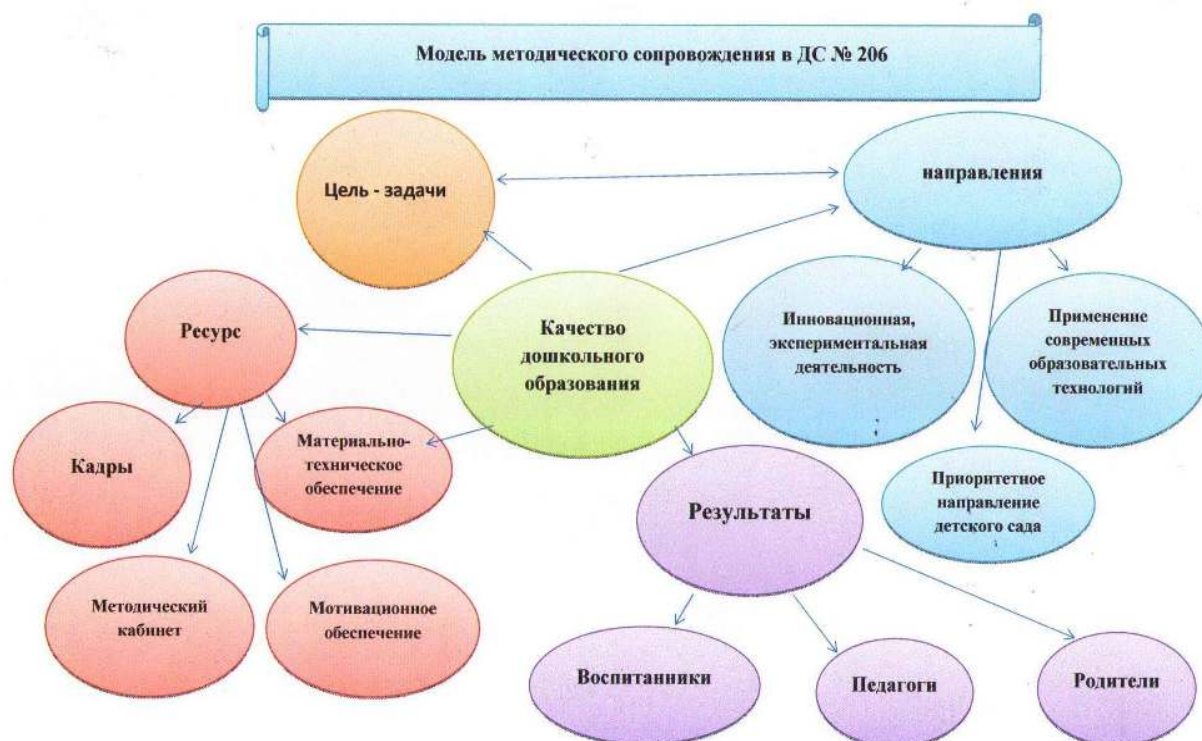 Модель методического сопровождения в ДС № 206
Цель - задачи
направления
Ресурс
Качество
дошкольного
образования
Инновационная,
экспериментальная
деятельность
Применение
современных
образовательных
технологий
Кадры
Материально-
техническое
обеспечение
Результаты
Приоритетное
направление
детского сада
Методический
кабинет
Мотивационное
обеспечение
Воспитанники
Педагоги
Родители